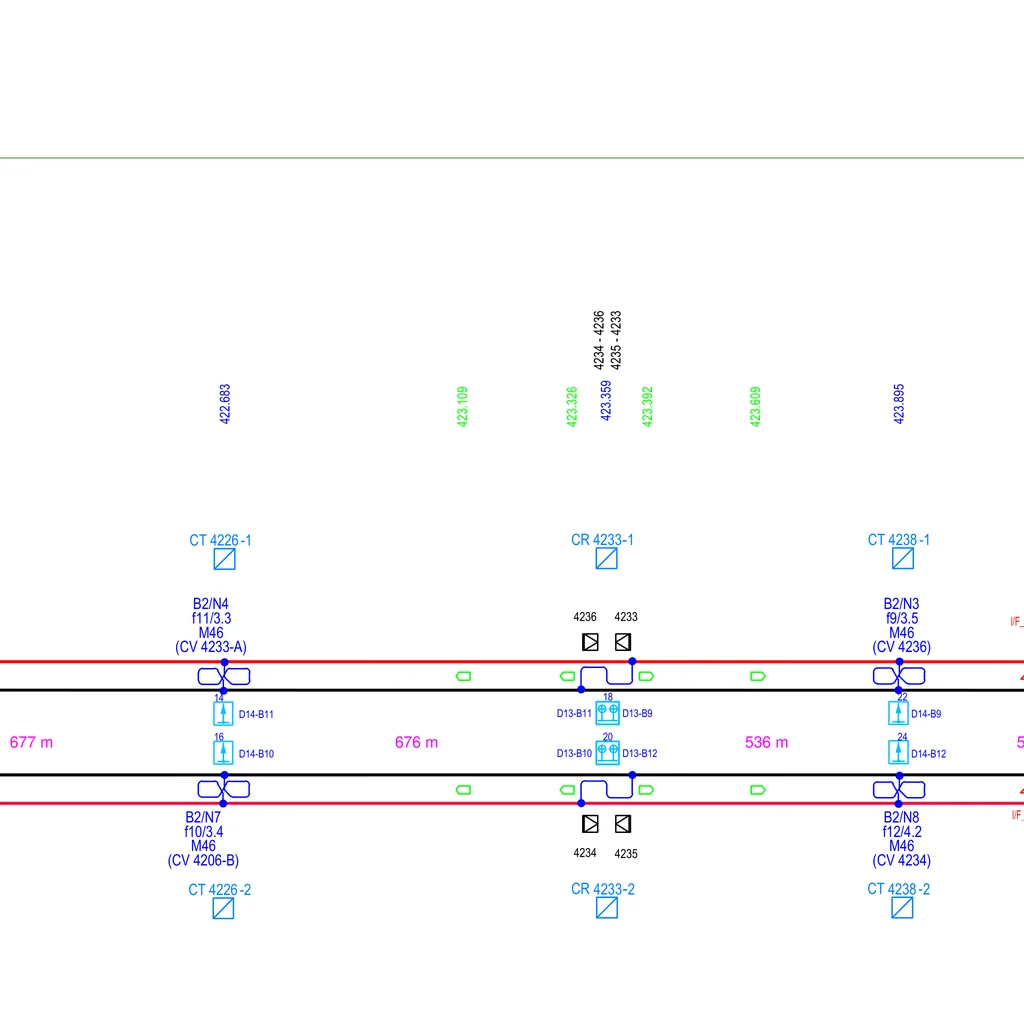 4234 - 4236
4235 - 4233
422.683
423.109
423.326
423.359
423.392
423.609
423.895
CT 4226-1
CR 4233-1
CT 4238-1
B2/N4
f11/3.3
M46
(CV 4233-A)
4236
4233
B2/N3
f9/3.5
M46
(CV 4236)
I/F_
14
D14-B11
D13-B11
18
D13-B9
22
D14-B9
677 m
676 m
536 m
5
16
D14-B10
D13-B10
20
D13-B12
24
D14-B12
B2/N7
f10/3.4
M46
(CV 4206-B)
4234
4235
B2/N8
f12/4.2
M46
(CV 4234)
I/F_
CT 4226-2
CR 4233-2
CT 4238-2